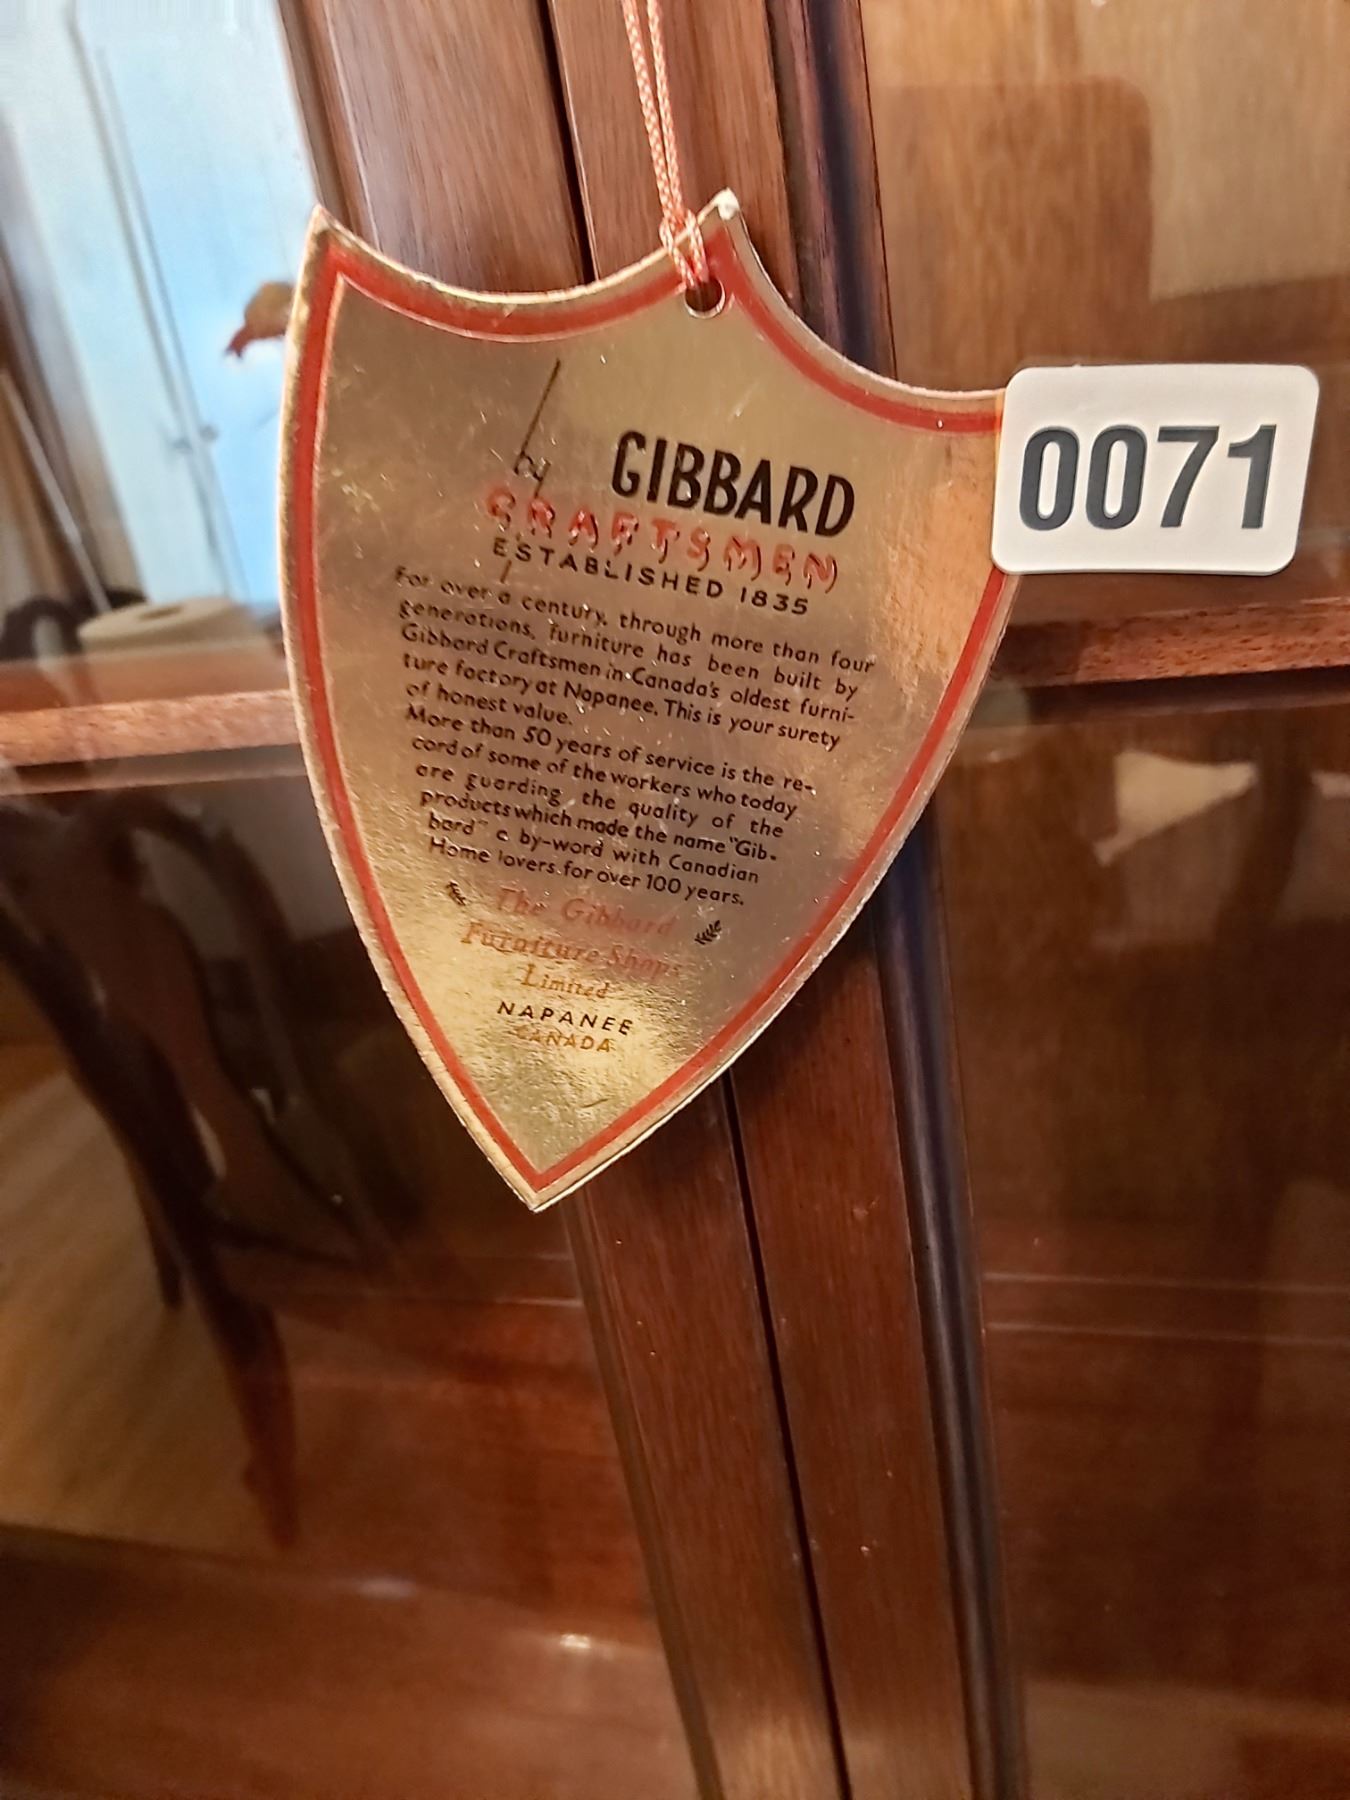 by GIBBARD
0071
CRAFTSMEN
ESTABLISHED 1835
For over a century, through more than four
generations, furniture has been built by
Gibbard Craftsmen in Canada's oldest furni-
ture factory at Napanee. This is your surety
of honest value.
More than 50 years of service is the re-
cord of some of the workers who today
are guarding the quality of the
products which made the name "Gib-
bard" a by-word with Canadian
Home lovers for over 100 years.
The Gibbard
Furniture Shops
Limited
NAPANEE
CANADA